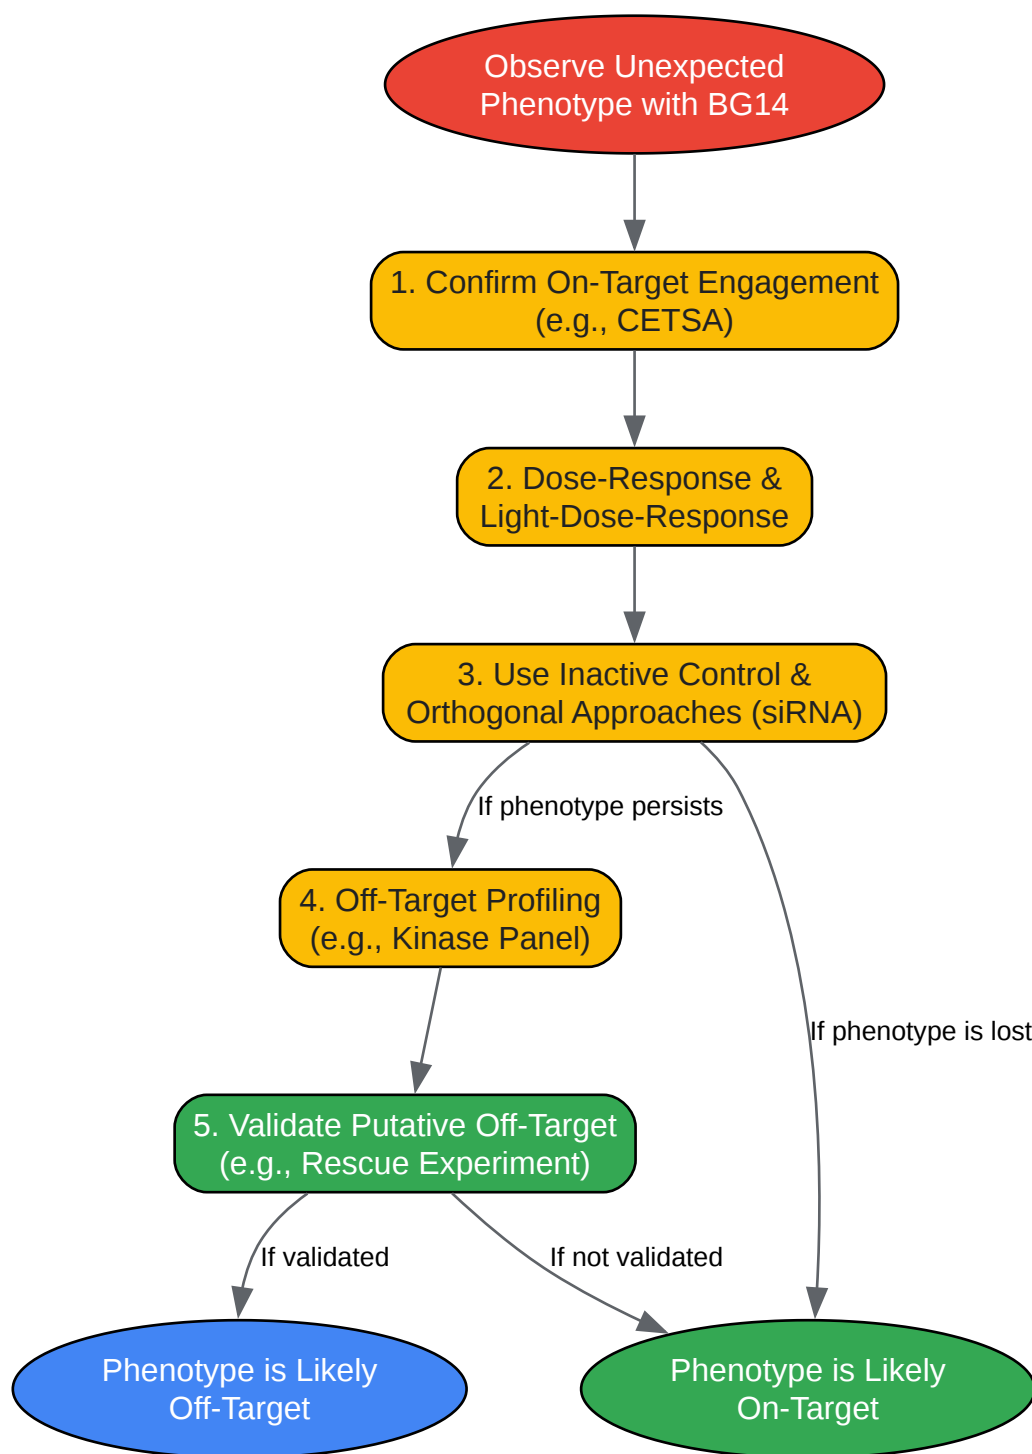 Observe Unexpected
Phenotype with BG14
1. Confirm On-Target Engagement
(e.g., CETSA)
2. Dose-Response &
Light-Dose-Response
3. Use Inactive Control &
Orthogonal Approaches (siRNA)
If phenotype persists
4. Off-Target Profiling
(e.g., Kinase Panel)
If phenotype is lost
5. Validate Putative Off-Target
(e.g., Rescue Experiment)
If validated
If not validated
Phenotype is Likely
Off-Target
Phenotype is Likely
On-Target